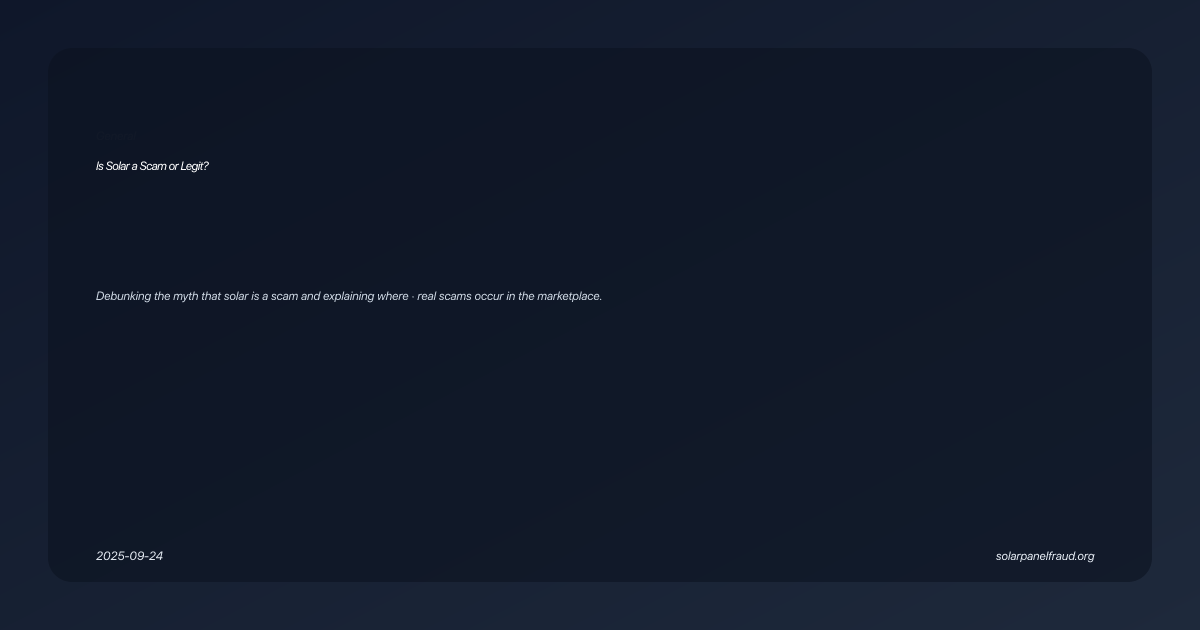 Is Solar a Scam or Legit?
Debunking the myth that solar is a scam and explaining where · real scams occur in the marketplace.
2025-09-24
solarpanelfraud.org